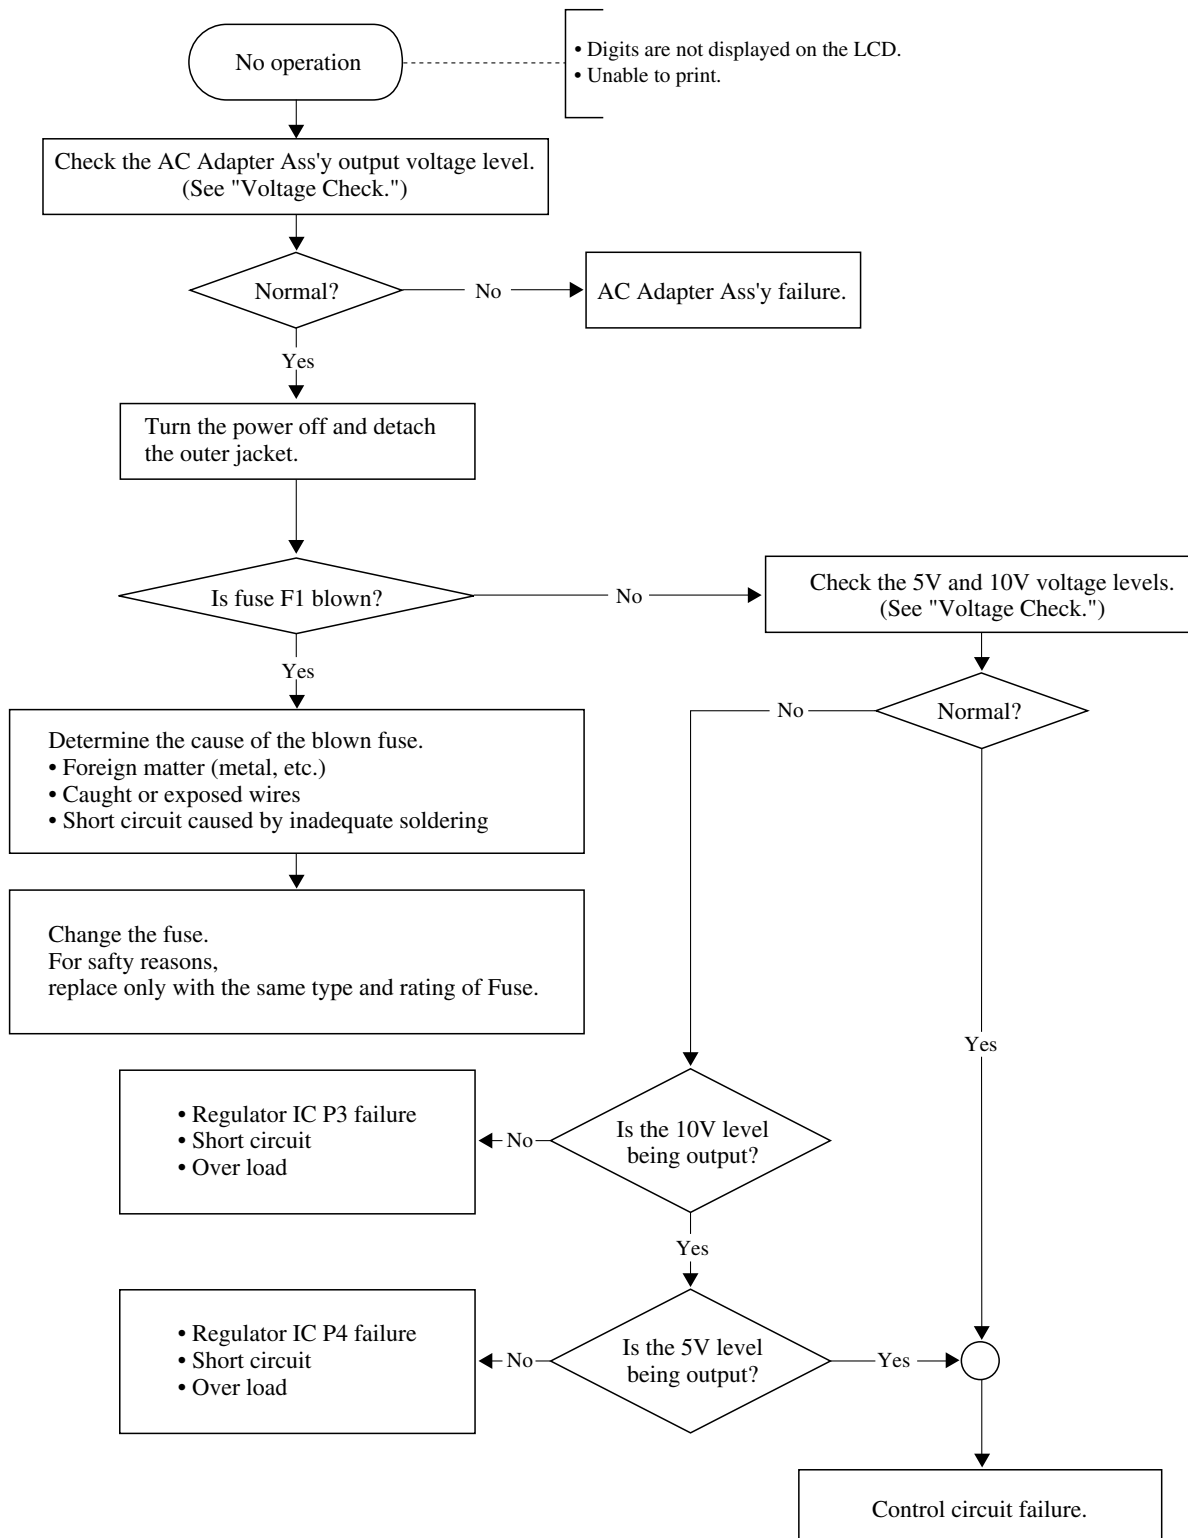 No operation
• Digits are not displayed on the LCD.
• Unable to print.
Check the AC Adapter Ass'y output voltage level.
(See "Voltage Check.")
Normal?
No
AC Adapter Ass'y failure.
Yes
Turn the power off and detach
the outer jacket.
Is fuse F1 blown?
No
Check the 5V and 10V voltage levels.
(See "Voltage Check.")
Yes
No
Normal?
Determine the cause of the blown fuse.
• Foreign matter (metal, etc.)
• Caught or exposed wires
• Short circuit caused by inadequate soldering
Change the fuse.
For safty reasons,
replace only with the same type and rating of Fuse.
Yes
• Regulator IC P3 failure
• Short circuit
• Over load
No
Is the 10V level
being output?
Yes
• Regulator IC P4 failure
• Short circuit
• Over load
No
Is the 5V level
being output?
Yes
Control circuit failure.